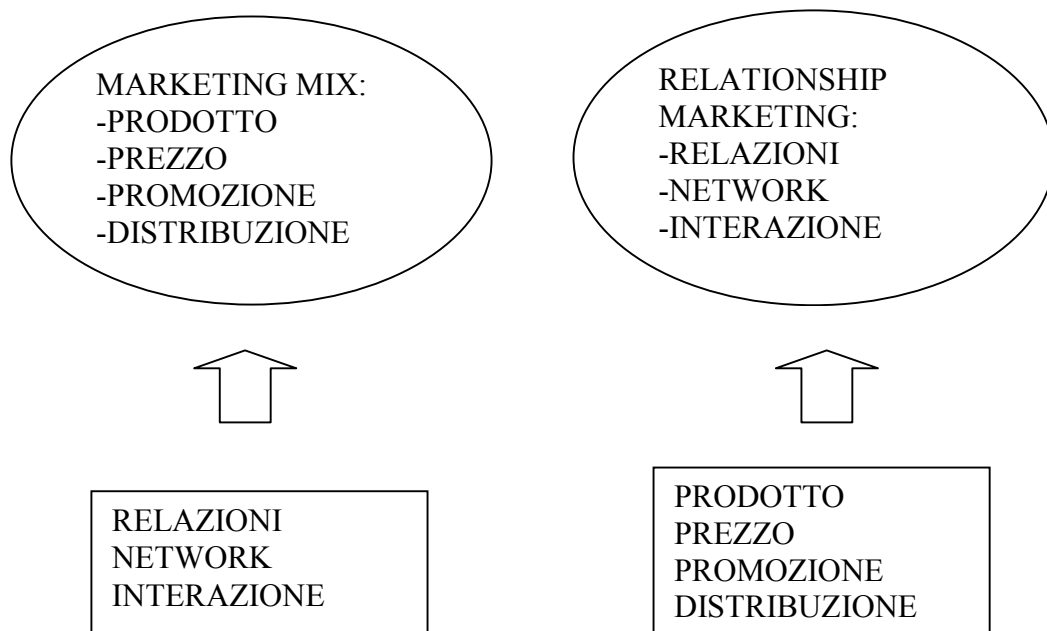 MARKETING MIX:
-PRODOTTO
-PREZZO
-PROMOZIONE
-DISTRIBUZIONE
RELATIONSHIP
MARKETING:
-RELAZIONI
-NETWORK
-INTERAZIONE
RELAZIONI
NETWORK
INTERAZIONE
PRODOTTO
PREZZO
PROMOZIONE
DISTRIBUZIONE